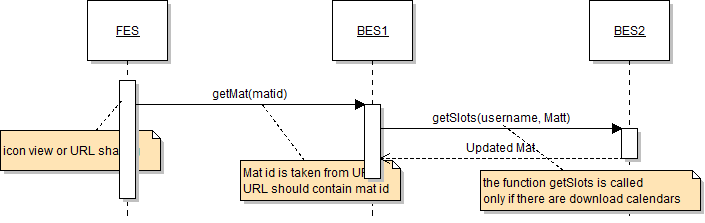 FES
BES1
BES2
getMat(matid)
getSlots(username, Matt)
Updated Mat
icon view or URL sha
Mat id is taken from UR
URL should contain mat id
the function getSlots is called
only if there are download calendars